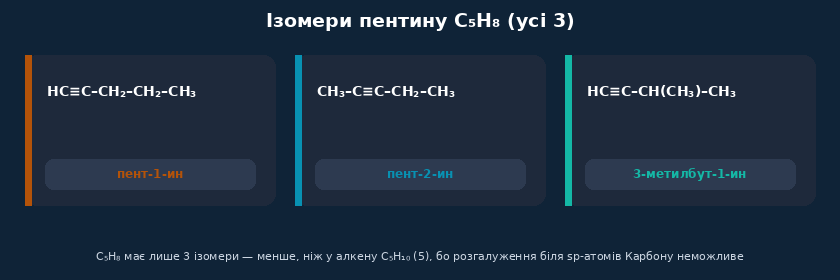 Ізомери пентину C₅H₈ (усі 3)
HC≡C–CH₂–CH₂–CH₃
CH₃–C≡C–CH₂–CH₃
HC≡C–CH(CH₃)–CH₃
пент-1-ин
пент-2-ин
3-метилбут-1-ин
C₅H₈ має лише 3 ізомери — менше, ніж у алкену C₅H₁₀ (5), бо розгалуження біля sp-атомів Карбону неможливе